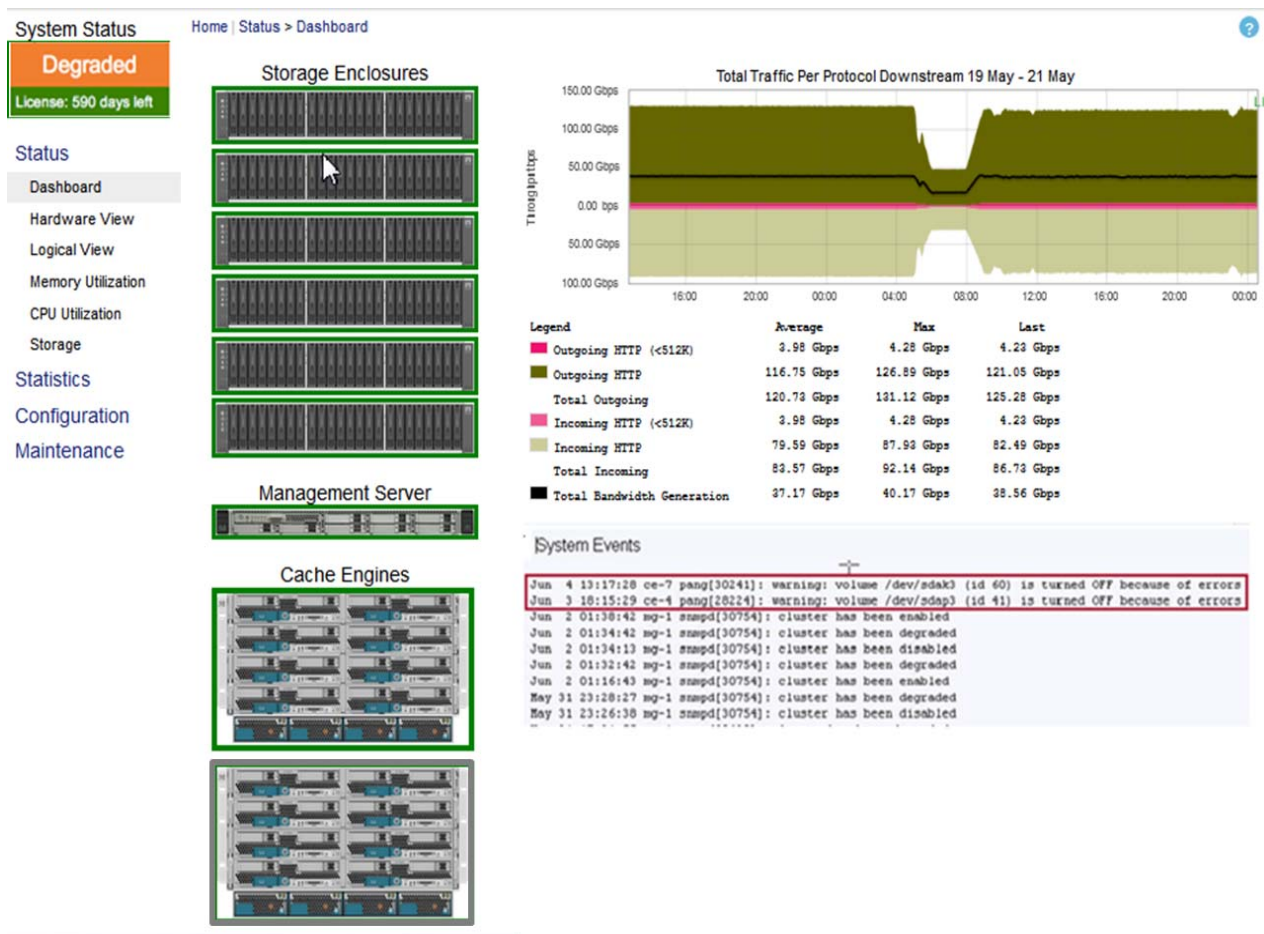 System Status
Degraded
License: 590 days left
Home | Status > Dashboard
?
Status
Dashboard
Hardware View
Logical View
Memory Utilization
CPU Utilization
Storage
Statistics
Configuration
Maintenance
Storage Enclosures
Management Server
Cache Engines
Total Traffic Per Protocol Downstream 19 May - 21 May
150.00 Gbps
100.00 Gbps
50.00 Gbps
0.00 bps
50.00 Gbps
100.00 Gbps
16:00 20:00 00:00 04:00 08:00 12:00 16:00 20:00 00:00
Legend Average Max Last
Outgoing HTTP (<512K) 3.98 Gbps 4.28 Gbps 4.23 Gbps
Outgoing HTTP 116.75 Gbps 126.89 Gbps 121.05 Gbps
Total Outgoing 120.73 Gbps 131.12 Gbps 125.28 Gbps
Incoming HTTP (<512K) 3.98 Gbps 4.28 Gbps 4.23 Gbps
Incoming HTTP 79.59 Gbps 87.93 Gbps 82.49 Gbps
Total Incoming 83.57 Gbps 92.14 Gbps 86.73 Gbps
Total Bandwidth Generation 37.17 Gbps 40.17 Gbps 38.56 Gbps
System Events
Jun 4 13:17:28 ce-7 pang[30241]: warning: volume /dev/sdak3 (id 60) is turned OFF because of errors
Jun 3 18:15:29 ce-4 pang[28224]: warning: volume /dev/sdap3 (id 41) is turned OFF because of errors
Jun 2 01:38:42 mg-1 snmpd[30754]: cluster has been enabled
Jun 2 01:34:42 mg-1 snmpd[30754]: cluster has been degraded
Jun 2 01:34:13 mg-1 snmpd[30754]: cluster has been disabled
Jun 2 01:32:42 mg-1 snmpd[30754]: cluster has been degraded
Jun 2 01:16:43 mg-1 snmpd[30754]: cluster has been enabled
May 31 23:28:27 mg-1 snmpd[30754]: cluster has been degraded
May 31 23:26:38 mg-1 snmpd[30754]: cluster has been disabled